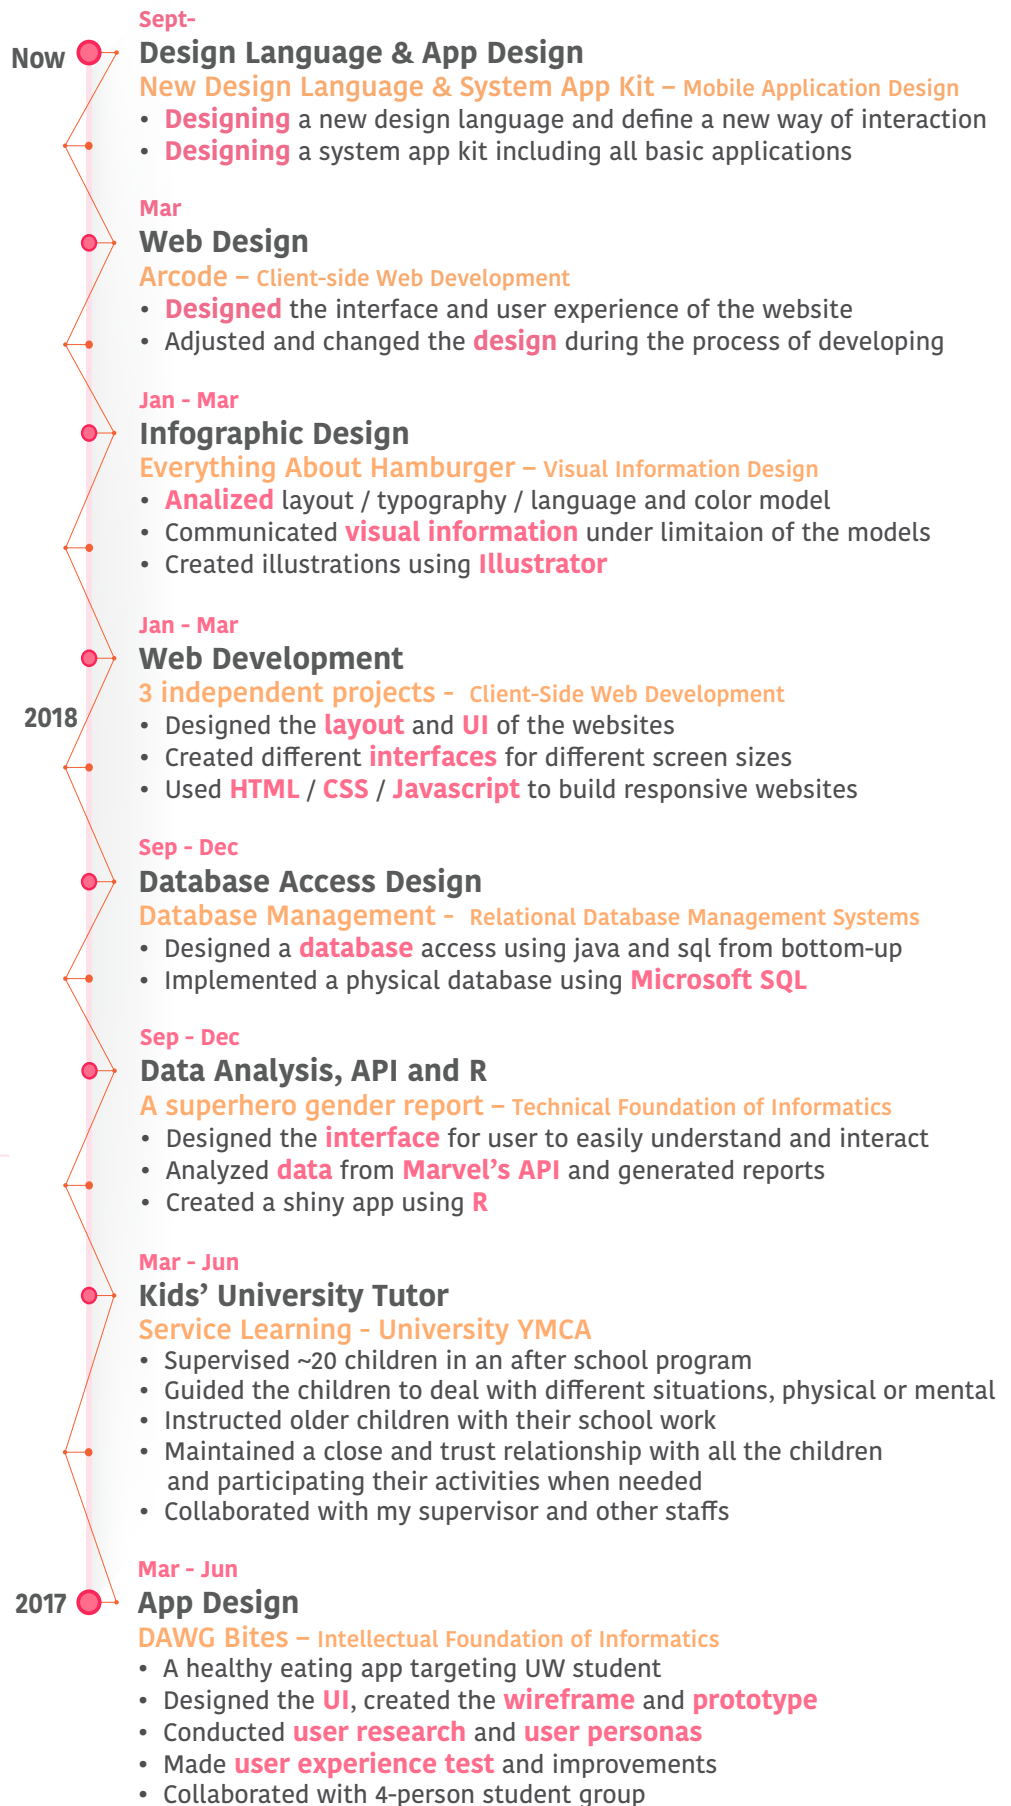 Sept-
Now
Design Language & App Design
New Design Language & System App Kit – Mobile Application Design
• Designing a new design language and define a new way of interaction
• Designing a system app kit including all basic applications
Mar
Web Design
Arcode – Client-side Web Development
• Designed the interface and user experience of the website
• Adjusted and changed the design during the process of developing
Jan - Mar
Infographic Design
Everything About Hamburger – Visual Information Design
• Analized layout / typography / language and color model
• Communicated visual information under limitaion of the models
• Created illustrations using Illustrator
Jan - Mar
Web Development
3 independent projects - Client-Side Web Development
2018
• Designed the layout and UI of the websites
• Created different interfaces for different screen sizes
• Used HTML / CSS / Javascript to build responsive websites
Sep - Dec
Database Access Design
Database Management - Relational Database Management Systems
• Designed a database access using java and sql from bottom-up
• Implemented a physical database using Microsoft SQL
Sep - Dec
Data Analysis, API and R
A superhero gender report – Technical Foundation of Informatics
• Designed the interface for user to easily understand and interact
• Analyzed data from Marvel’s API and generated reports
• Created a shiny app using R
Mar - Jun
Kids’ University Tutor
Service Learning - University YMCA
• Supervised ~20 children in an after school program
• Guided the children to deal with different situations, physical or mental
• Instructed older children with their school work
• Maintained a close and trust relationship with all the children
and participating their activities when needed
• Collaborated with my supervisor and other staffs
Mar - Jun
2017
App Design
DAWG Bites – Intellectual Foundation of Informatics
• A healthy eating app targeting UW student
• Designed the UI, created the wireframe and prototype
• Conducted user research and user personas
• Made user experience test and improvements
• Collaborated with 4-person student group